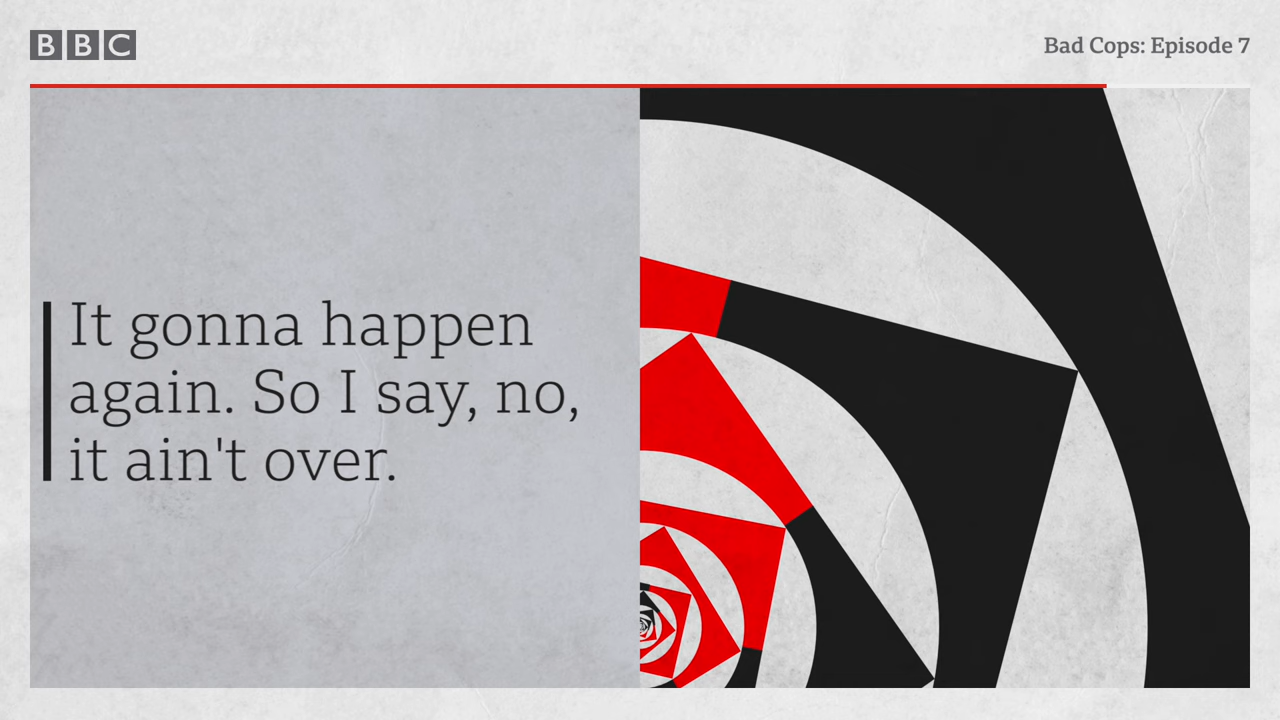 BBC
Bad Cops: Episode 7
It gonna happen
again. So I say, no,
it ain't over.